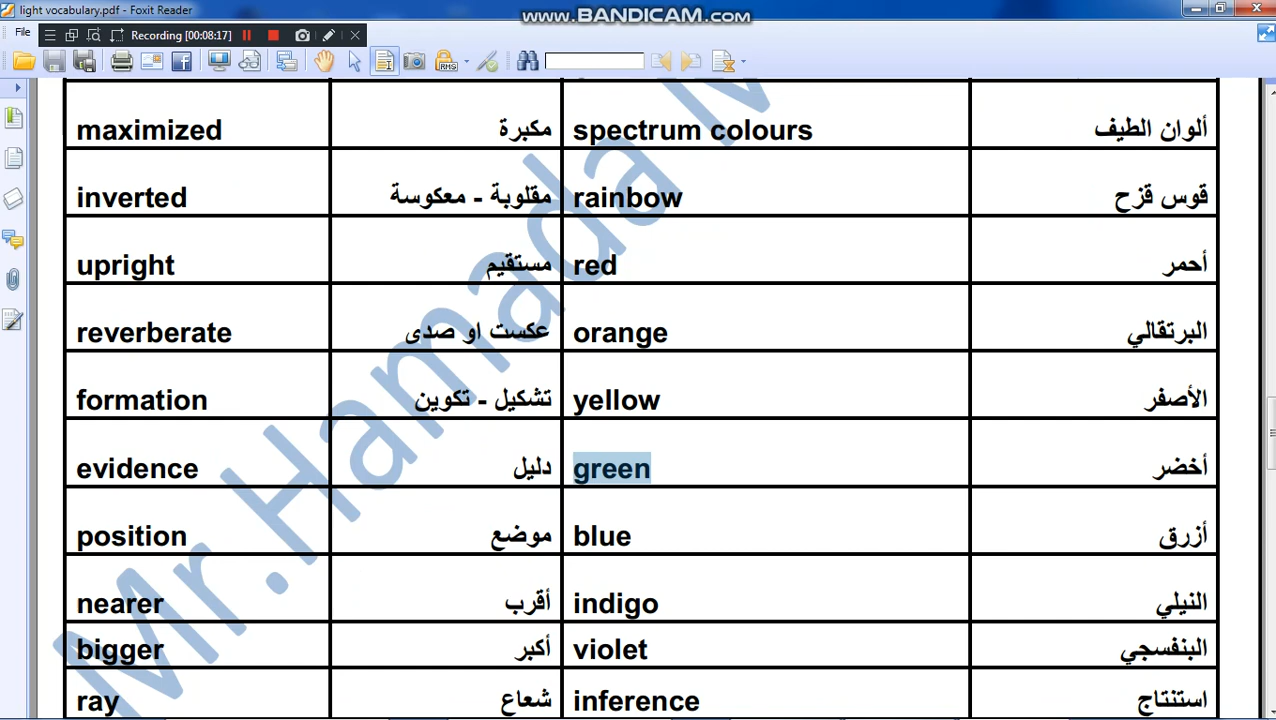 light vocabulary.pdf - Foxit Reader
www.BANDICAM.com
File
Recording [00:08:17]
maximized مكبرة spectrum colours ألوان الطيف
inverted مقلوبة - معكوسة rainbow قوس قزح
upright مستقيم red أحمر
reverberate عكست او صدى orange البرتقالي
formation تشكيل - تكوين yellow الأصفر
evidence دليل green أخضر
position موضع blue أزرق
nearer أقرب indigo النيلي
bigger أكبر violet البنفسجي
ray شعاع inference استنتاج
Mr.Hamada M